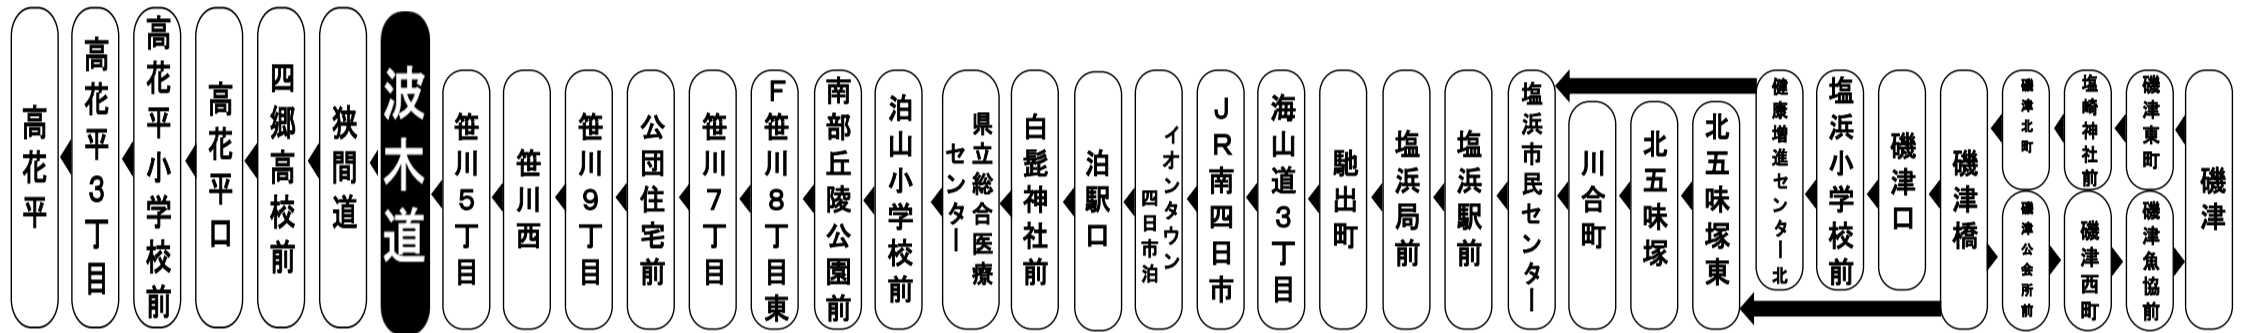 高花平
高花平３丁目
高花平小学校前
高花平口
四郷高校前
狭間道
波木道
笹川５丁目
笹川西
笹川９丁目
公団住宅前
笹川７丁目
Ｆ笹川８丁目東
南部丘陵公園前
泊山小学校前
県立総合医療
センター
白髭神社前
泊駅口
イオンタウン
四日市泊
ＪＲ南四日市
海山道３丁目
馳出町
塩浜局前
塩浜駅前
塩浜市民センター
川合町
北五味塚
北五味塚東
健康増進センター北
塩浜小学校前
磯津口
磯津橋
磯津北町
磯津公会所前
塩崎神社前
磯津西町
磯津東町
磯津魚協前
磯津